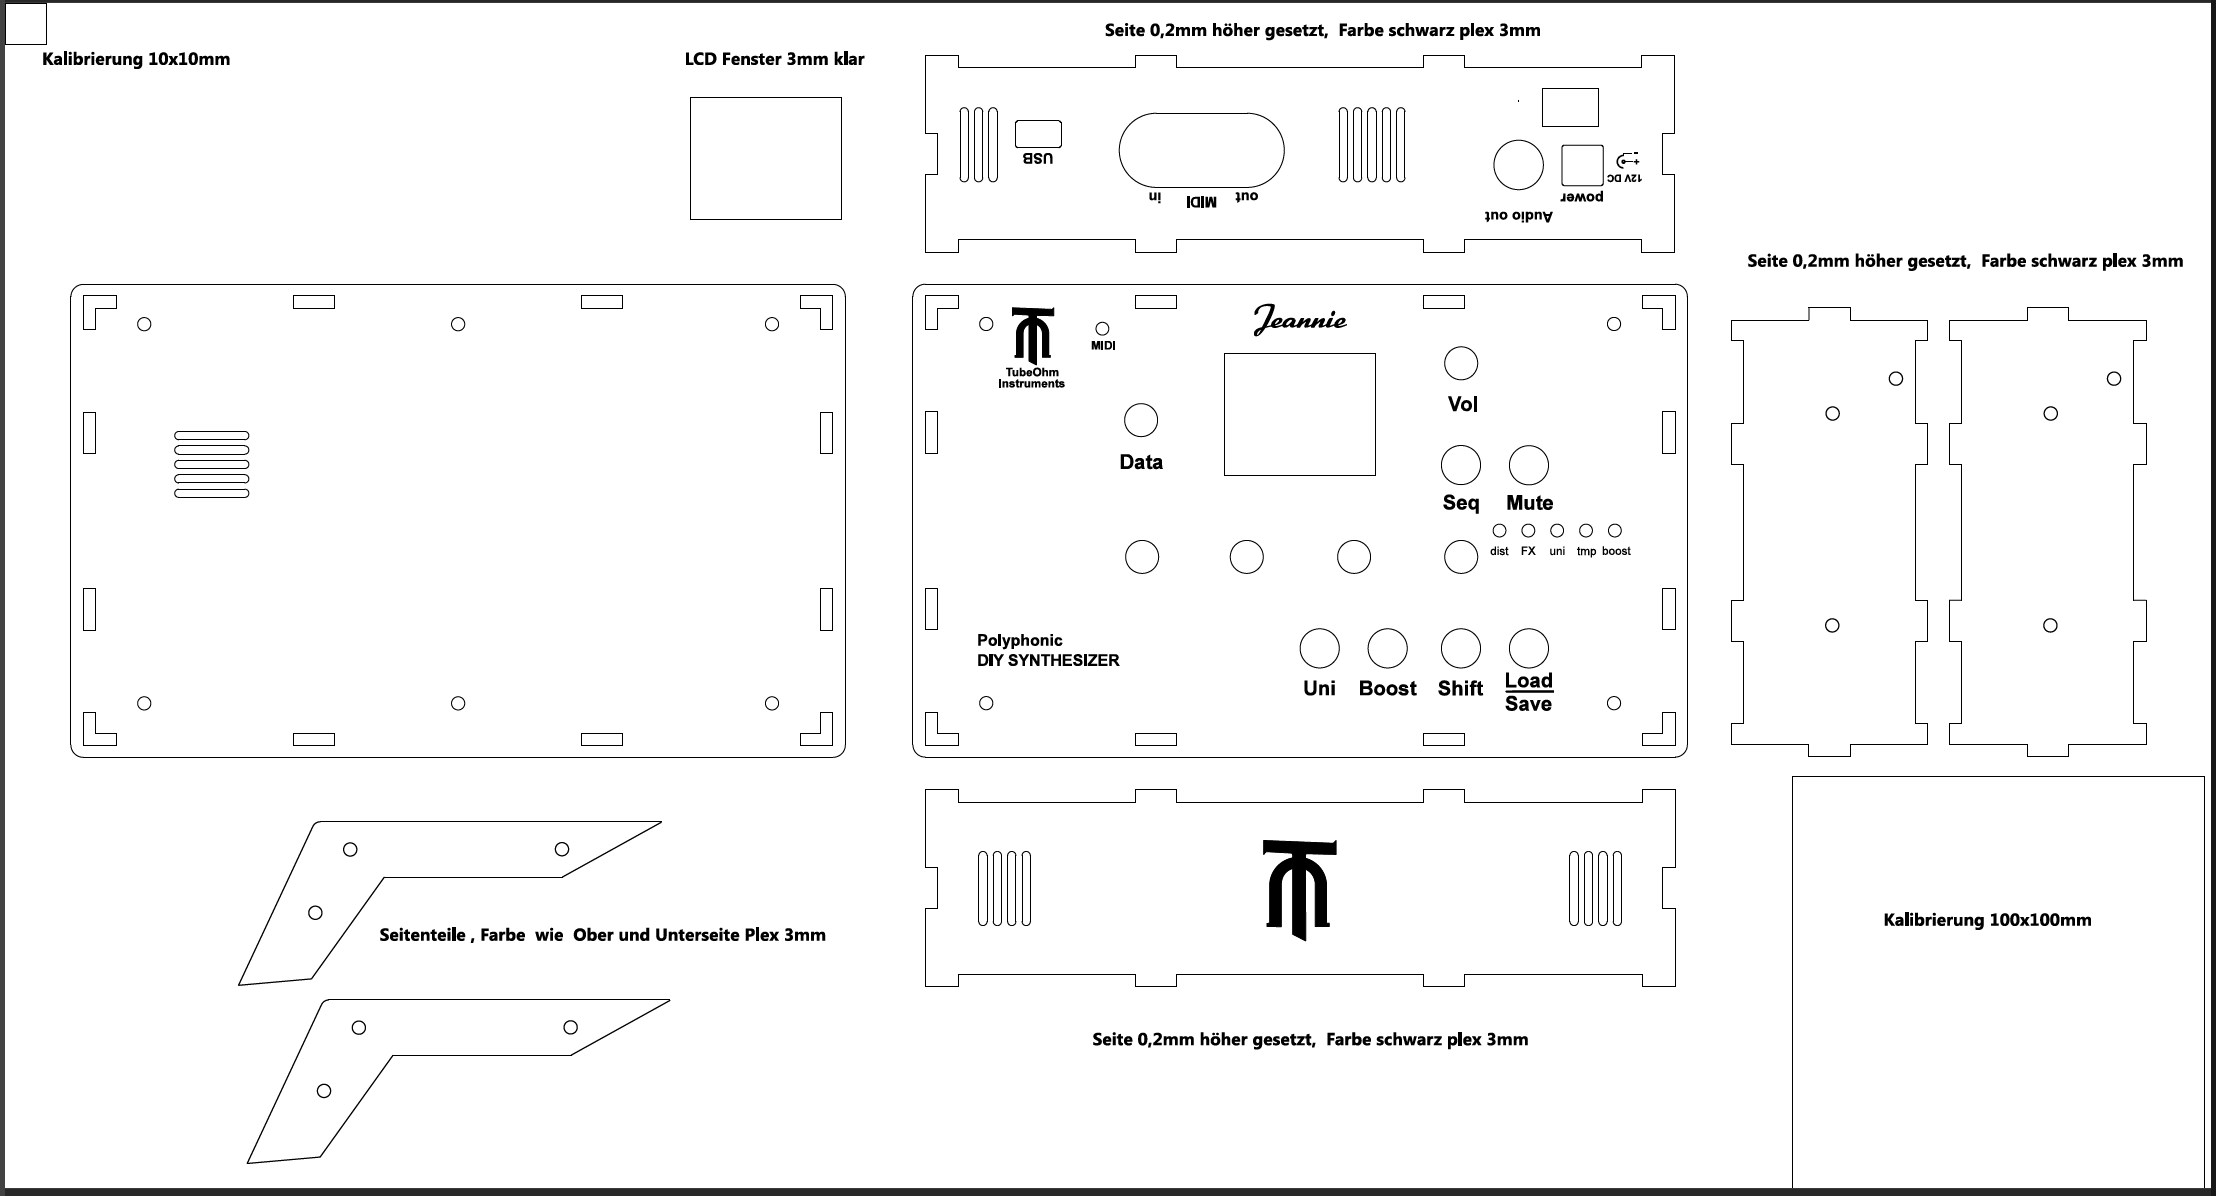 Seite 0,2mm höher gesetzt,  Farbe schwarz plex 3mm
Kalibrierung 10x10mm
LCD Fenster 3mm klar
USB
in
MIDI
out
Audio out
power
12V DC
- +
Seite 0,2mm höher gesetzt,  Farbe schwarz plex 3mm
Jeannie
MIDI
TubeOhm
Instruments
Vol
Data
Seq
Mute
dist
FX
uni
tmp
boost
Polyphonic
DIY SYNTHESIZER
Uni
Boost
Shift
Load
Save
Seitenteile , Farbe  wie  Ober und Unterseite Plex 3mm
Kalibrierung 100x100mm
Seite 0,2mm höher gesetzt,  Farbe schwarz plex 3mm